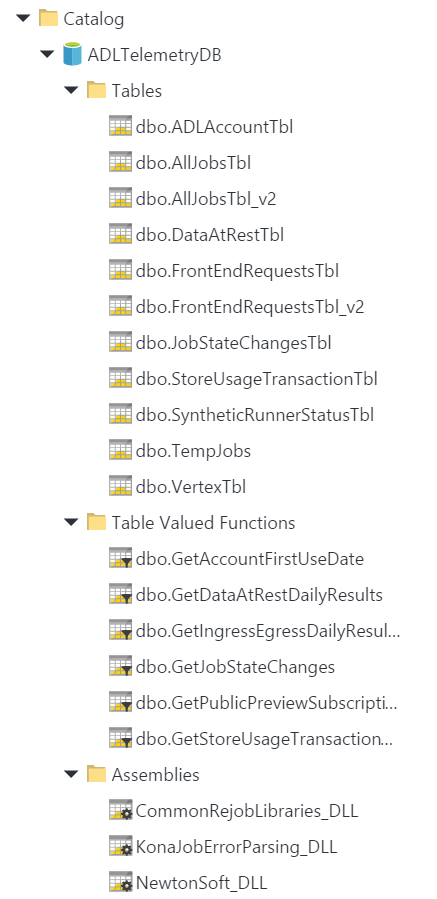 Catalog
ADLTelemetryDB
Tables
dbo.ADLAccountTbl
dbo.AllJobsTbl
dbo.AllJobsTbl_v2
dbo.DataAtRestTbl
dbo.FrontEndRequestsTbl
dbo.FrontEndRequestsTbl_v2
dbo.JobStateChangesTbl
dbo.StoreUsageTransactionTbl
dbo.SyntheticRunnerStatusTbl
dbo.TempJobs
dbo.VertexTbl
Table Valued Functions
dbo.GetAccountFirstUseDate
dbo.GetDataAtRestDailyResults
dbo.GetIngressEgressDailyResul...
dbo.GetJobStateChanges
dbo.GetPublicPreviewSubscripti...
dbo.GetStoreUsageTransaction...
Assemblies
CommonRejobLibraries_DLL
KonaJobErrorParsing_DLL
NewtonSoft_DLL